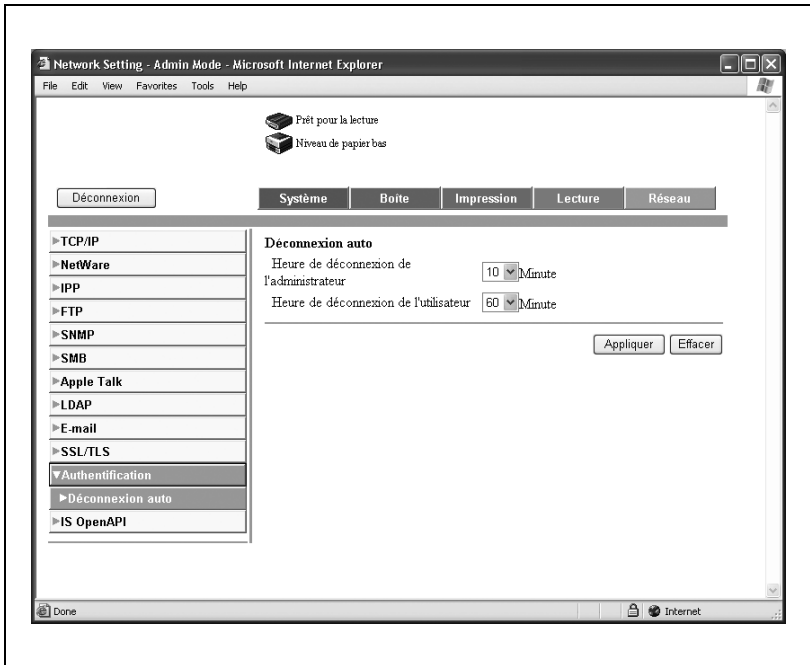 Network Setting - Admin Mode - Microsoft Internet Explorer
File Edit View Favorites Tools Help
Prêt pour la lecture
Niveau de papier bas
Déconnexion
Système Boîte Impression Lecture Réseau
TCP/IP
NetWare
IPP
FTP
SNMP
SMB
Apple Talk
LDAP
E-mail
SSL/TLS
Authentification
Déconnexion auto
IS OpenAPI
Déconnexion auto
Heure de déconnexion de
l'administrateur
10 Minute
Heure de déconnexion de l'utilisateur 60 Minute
Appliquer Effacer
Done
Internet